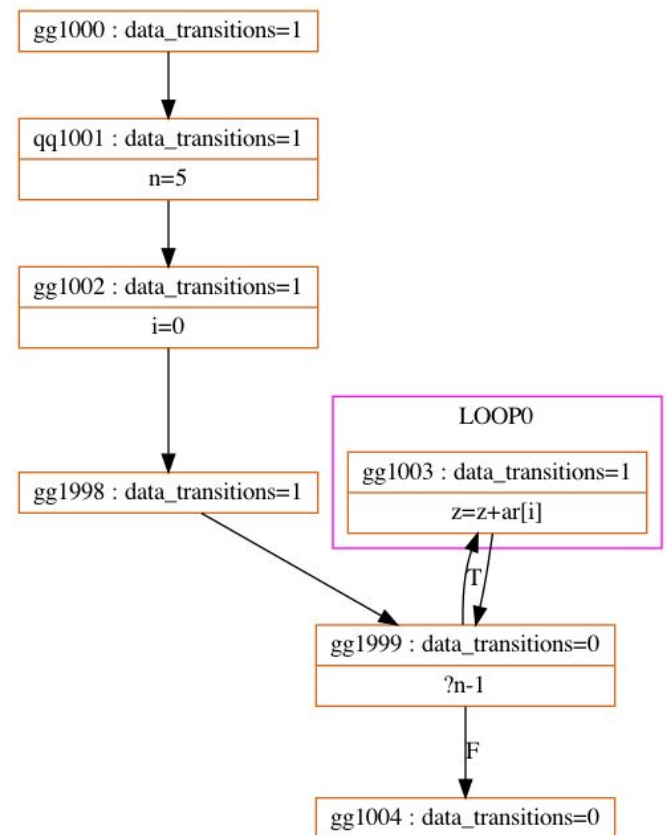 gg1000 : data_transitions=1
qq1001 : data_transitions=1
n=5
gg1002 : data_transitions=1
i=0
gg1998 : data_transitions=1
LOOP0
gg1003 : data_transitions=1
z=z+ar[i]
T
gg1999 : data_transitions=0
?n-1
F
gg1004 : data_transitions=0